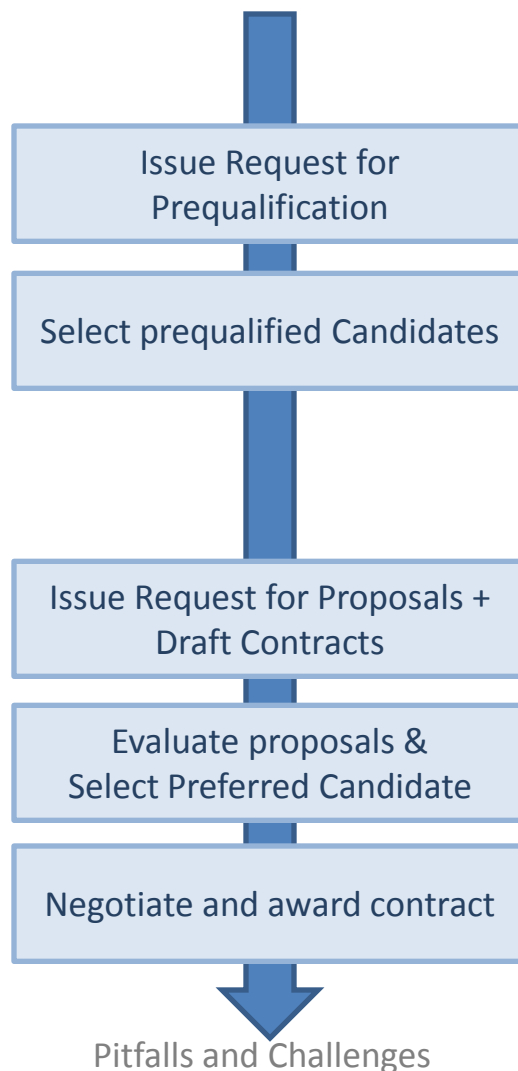 Issue Request for
Prequalification
Select prequalified Candidates
Issue Request for Proposals +
Draft Contracts
Evaluate proposals &
Select Preferred Candidate
Negotiate and award contract
Pitfalls and Challenges